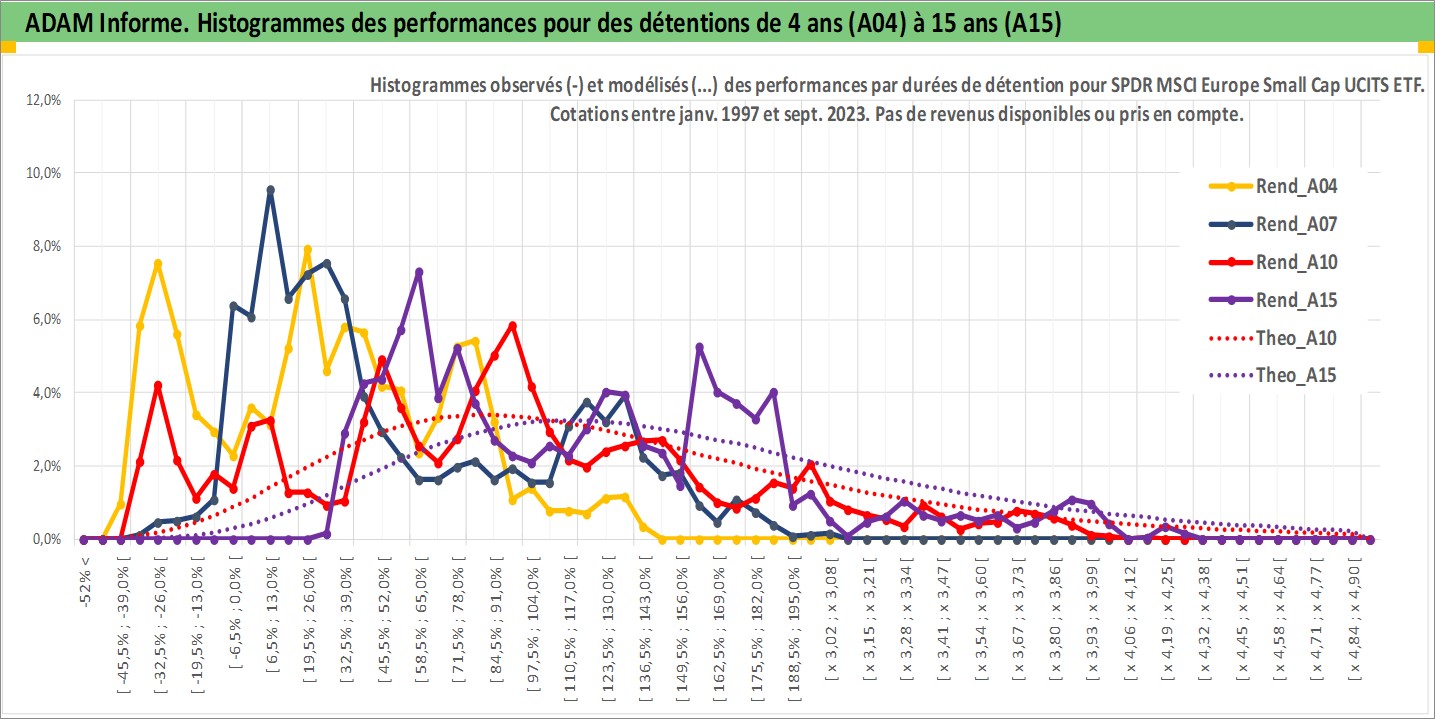 ADAM Informe. Histogrammes des performances pour des détentions de 4 ans (A04) à 15 ans (A15)
Histogrammes observés (-) et modélisés (...) des performances par durées de détention pour SPDR MSCI Europe Small Cap UCITS ETF.
Cotations entre janv. 1997 et sept. 2023. Pas de revenus disponibles ou pris en compte.
12,0%
10,0%
8,0%
6,0%
4,0%
2,0%
0,0%
Rend_A04
Rend_A07
Rend_A10
Rend_A15
Theo_A10
Theo_A15
-52% <
[ -45,5% ; -39,0% [
[ -32,5% ; -26,0% [
[ -19,5% ; -13,0% [
[ -6,5% ; 0,0% [
[ 6,5% ; 13,0% [
[ 19,5% ; 26,0% [
[ 32,5% ; 39,0% [
[ 45,5% ; 52,0% [
[ 58,5% ; 65,0% [
[ 71,5% ; 78,0% [
[ 84,5% ; 91,0% [
[ 97,5% ; 104,0% [
[ 110,5% ; 117,0% [
[ 123,5% ; 130,0% [
[ 136,5% ; 143,0% [
[ 149,5% ; 156,0% [
[ 162,5% ; 169,0% [
[ 175,5% ; 182,0% [
[ 188,5% ; 195,0% [
[ x 3,02 ; x 3,08 [
[ x 3,15 ; x 3,21 [
[ x 3,28 ; x 3,34 [
[ x 3,41 ; x 3,47 [
[ x 3,54 ; x 3,60 [
[ x 3,67 ; x 3,73 [
[ x 3,80 ; x 3,86 [
[ x 3,93 ; x 3,99 [
[ x 4,06 ; x 4,12 [
[ x 4,19 ; x 4,25 [
[ x 4,32 ; x 4,38 [
[ x 4,45 ; x 4,51 [
[ x 4,58 ; x 4,64 [
[ x 4,71 ; x 4,77 [
[ x 4,84 ; x 4,90 [